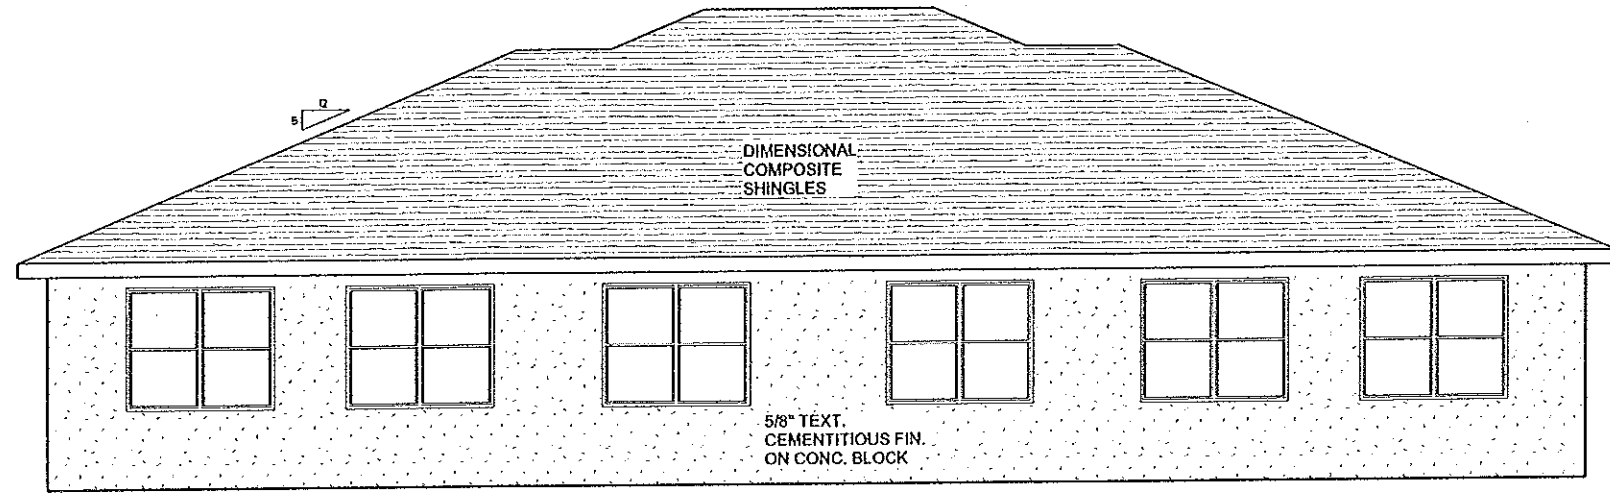 12
5
DIMENSIONAL
COMPOSITE
SHINGLES
5/8" TEXT.
CEMENTITIOUS FIN.
ON CONC. BLOCK